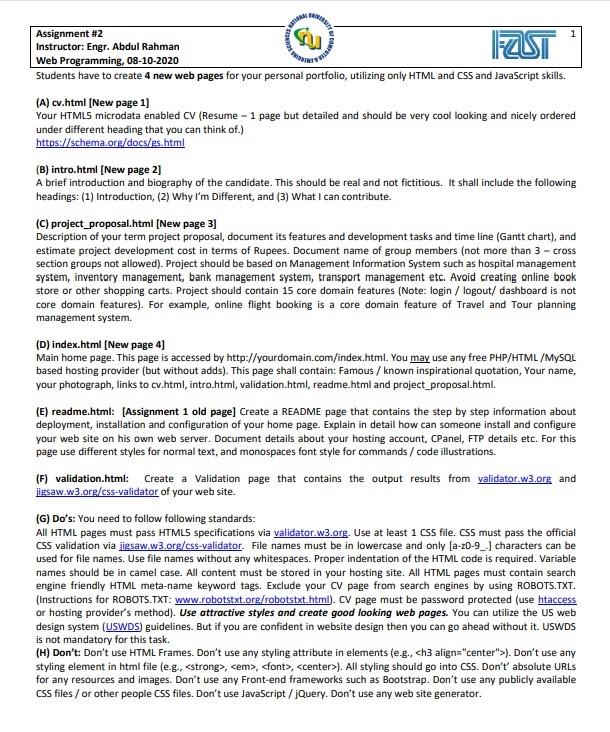 Assignment #2
1
Instructor: Engr. Abdul Rahman
Web Programming, 08-10-2020
NATIONAL UNIVERSITY
OF COMPUTER & EMERGING SCIENCES
FAST
Students have to create 4 new web pages for your personal portfolio, utilizing only HTML and CSS and JavaScript skills.
(A) cv.html [New page 1]
Your HTML5 microdata enabled CV (Resume – 1 page but detailed and should be very cool looking and nicely ordered
under different heading that you can think of.)
https://schema.org/docs/gs.html
(B) intro.html [New page 2]
A brief introduction and biography of the candidate. This should be real and not fictitious. It shall include the following
headings: (1) Introduction, (2) Why I'm Different, and (3) What I can contribute.
(C) project_proposal.html [New page 3]
Description of your term project proposal, document its features and development tasks and time line (Gantt chart), and
estimate project development cost in terms of Rupees. Document name of group members (not more than 3 – cross
section groups not allowed). Project should be based on Management Information System such as hospital management
system, inventory management, bank management system, transport management etc. Avoid creating online book
store or other shopping carts. Project should contain 15 core domain features (Note: login / logout/ dashboard is not
core domain features). For example, online flight booking is a core domain feature of Travel and Tour planning
management system.
(D) index.html [New page 4]
Main home page. This page is accessed by http://yourdomain.com/index.html. You may use any free PHP/HTML /MySQL
based hosting provider (but without adds). This page shall contain: Famous / known inspirational quotation, Your name,
your photograph, links to cv.html, intro.html, validation.html, readme.html and project_proposal.html.
(E) readme.html: [Assignment 1 old page] Create a README page that contains the step by step information about
deployment, installation and configuration of your home page. Explain in detail how can someone install and configure
your web site on his own web server. Document details about your hosting account, CPanel, FTP details etc. For this
page use different styles for normal text, and monospaces font style for commands / code illustrations.
(F) validation.html: Create a Validation page that contains the output results from validator.w3.org and
jigsaw.w3.org/css-validator of your web site.
(G) Do's: You need to follow following standards:
All HTML pages must pass HTML5 specifications via validator.w3.org. Use at least 1 CSS file. CSS must pass the official
CSS validation via jigsaw.w3.org/css-validator. File names must be in lowercase and only [a-z0-9_.] characters can be
used for file names. Use file names without any whitespaces. Proper indentation of the HTML code is required. Variable
names should be in camel case. All content must be stored in your hosting site. All HTML pages must contain search
engine friendly HTML meta-name keyword tags. Exclude your CV page from search engines by using ROBOTS.TXT.
(Instructions for ROBOTS.TXT: www.robotstxt.org/robotstxt.html). CV page must be password protected (use htaccess
or hosting provider's method). Use attractive styles and create good looking web pages. You can utilize the US web
design system (USWDS) guidelines. But if you are confident in website design then you can go ahead without it. USWDS
is not mandatory for this task.
(H) Don't: Don't use HTML Frames. Don't use any styling attribute in elements (e.g., <h3 align="center">). Don't use any
styling element in html file (e.g., <strong>, <em>, <font>, <center>). All styling should go into CSS. Don't' absolute URLs
for any resources and images. Don't use any Front-end frameworks such as Bootstrap. Don't use any publicly available
CSS files / or other people CSS files. Don't use JavaScript / jQuery. Don't use any web site generator.